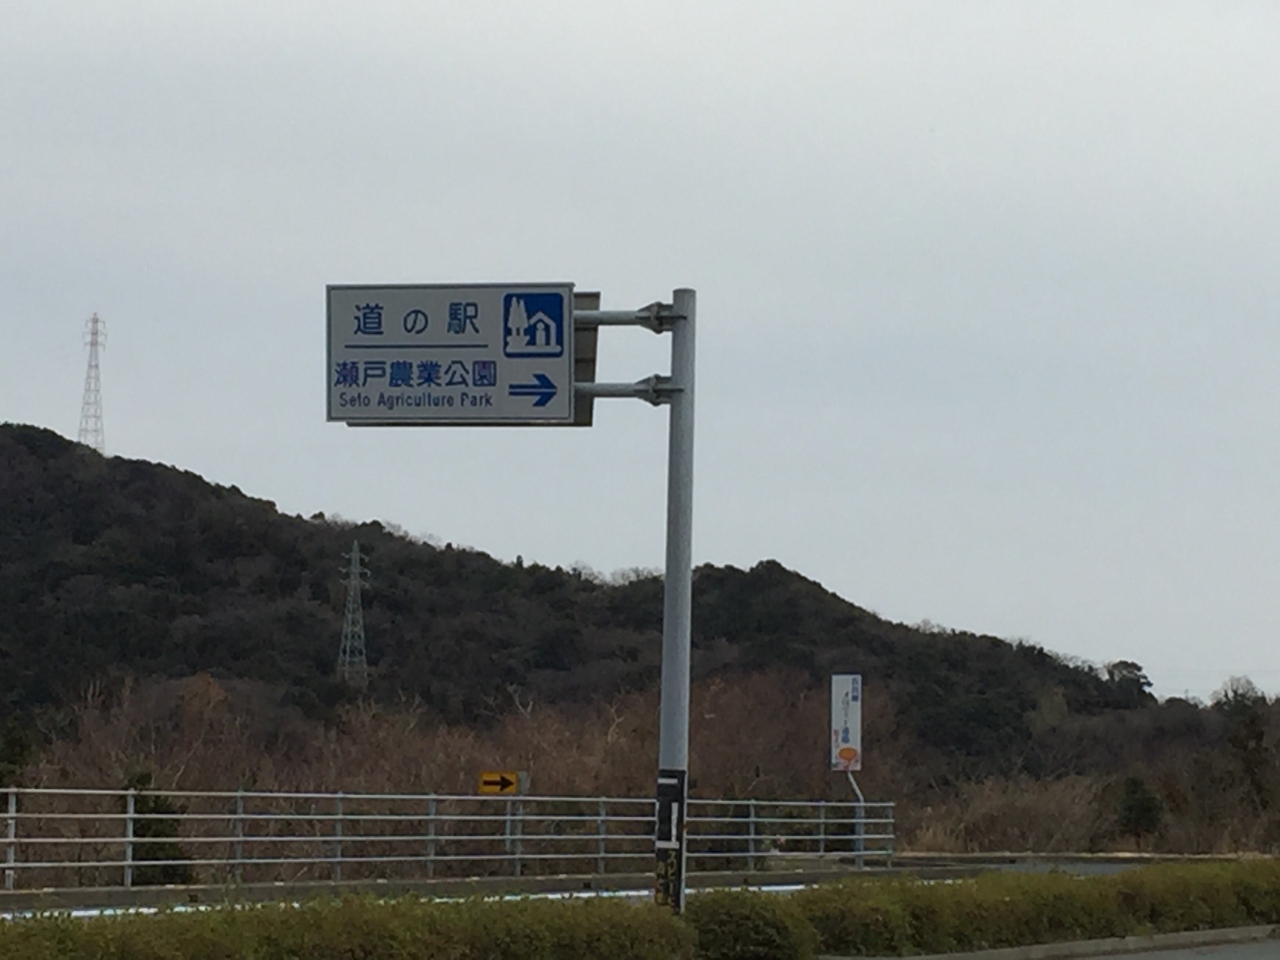 道の駅
瀬戸農業公園
Seto Agriculture Park